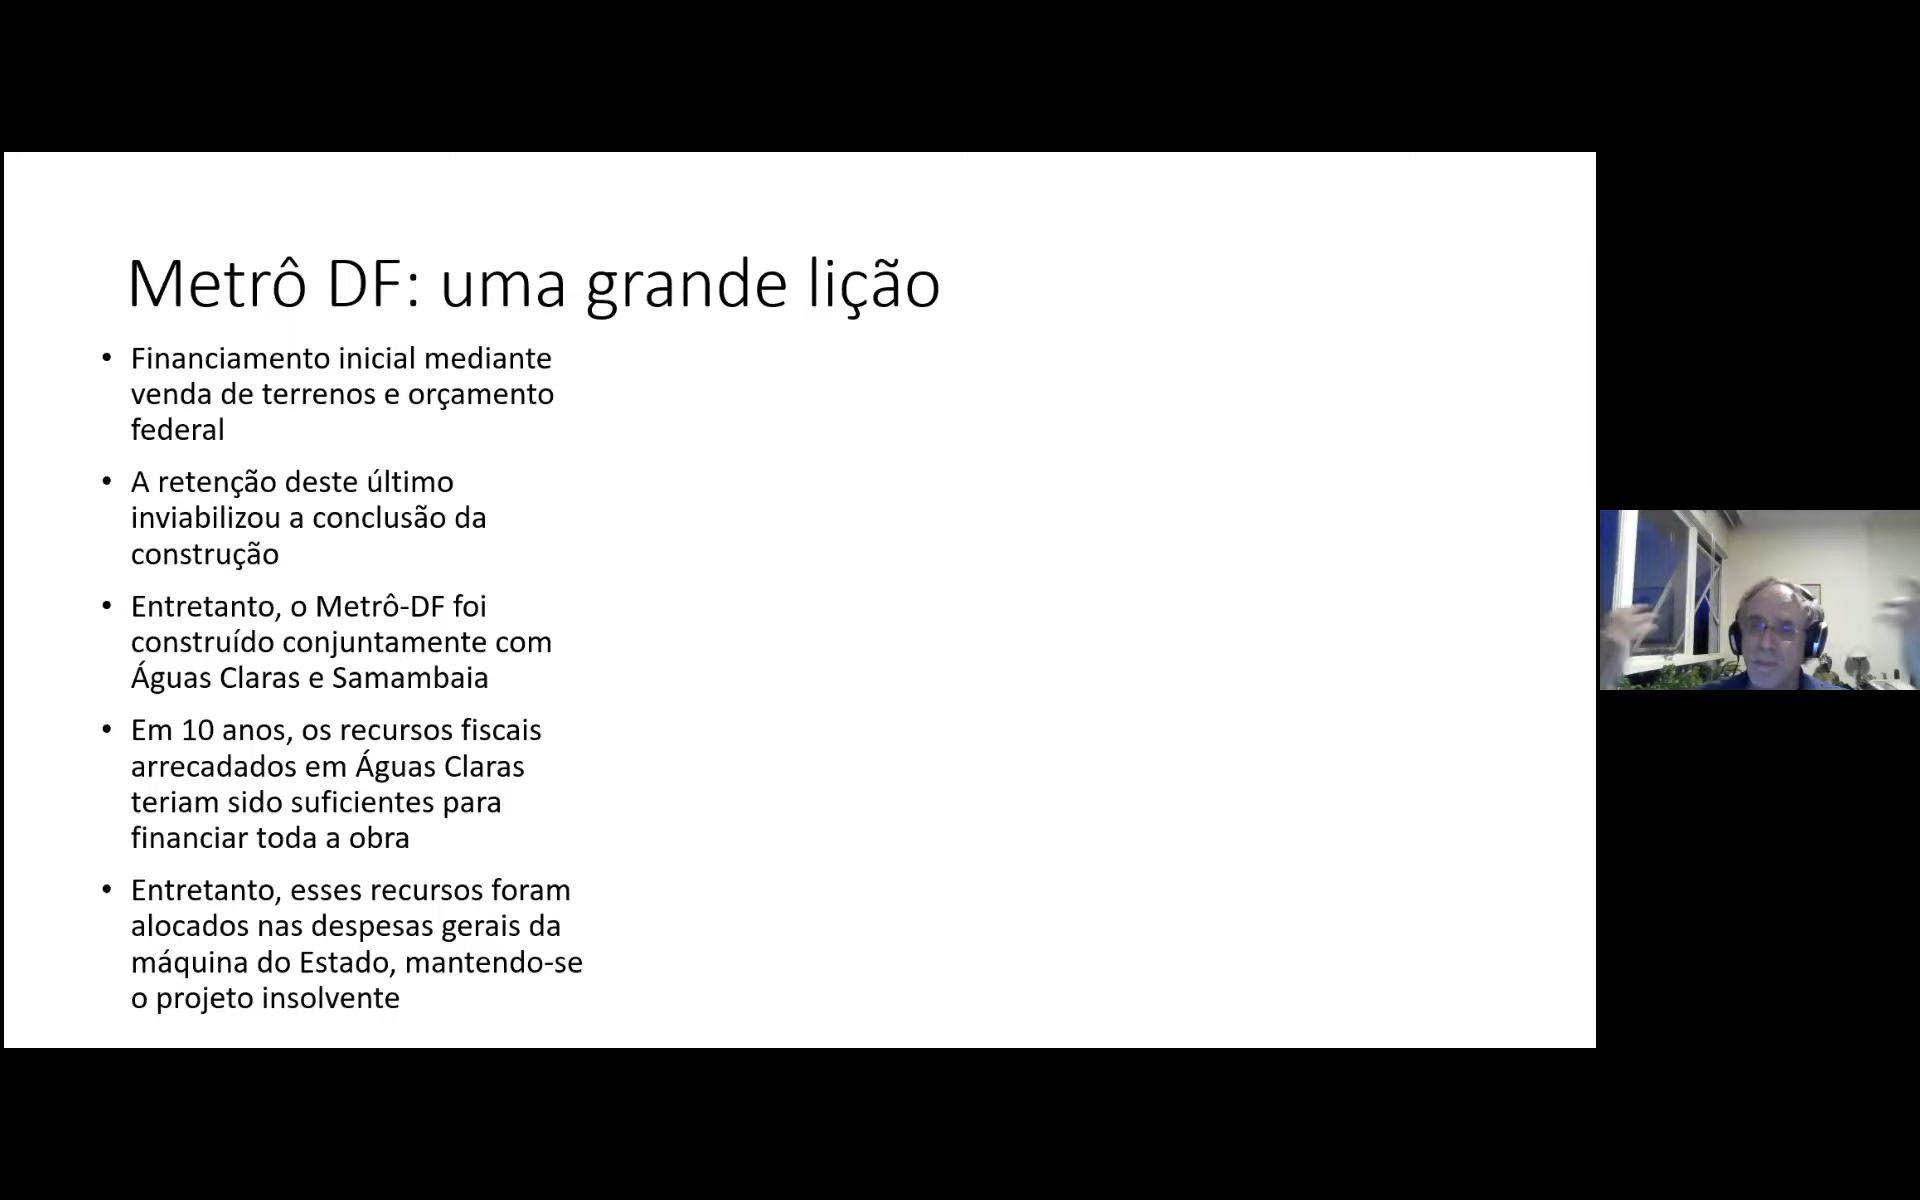 Metrô DF: uma grande lição
• Financiamento inicial mediante
venda de terrenos e orçamento
federal
• A retenção deste último
inviabilizou a conclusão da
construção
• Entretanto, o Metrô-DF foi
construído conjuntamente com
Águas Claras e Samambaia
• Em 10 anos, os recursos fiscais
arrecadados em Águas Claras
teriam sido suficientes para
financiar toda a obra
• Entretanto, esses recursos foram
alocados nas despesas gerais da
máquina do Estado, mantendo-se
o projeto insolvente